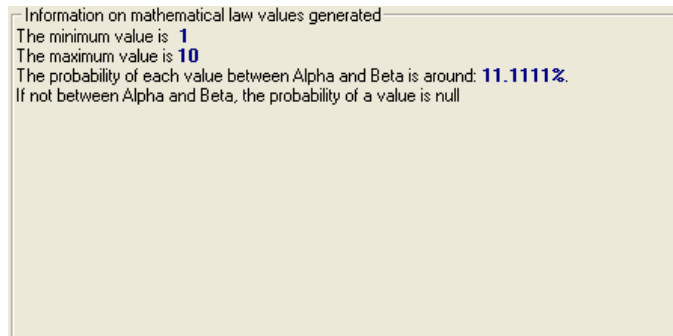 Information on mathematical law values generated
The minimum value is 1
The maximum value is 10
The probability of each value between Alpha and Beta is around: 11.1111%.
If not between Alpha and Beta, the probability of a value is null